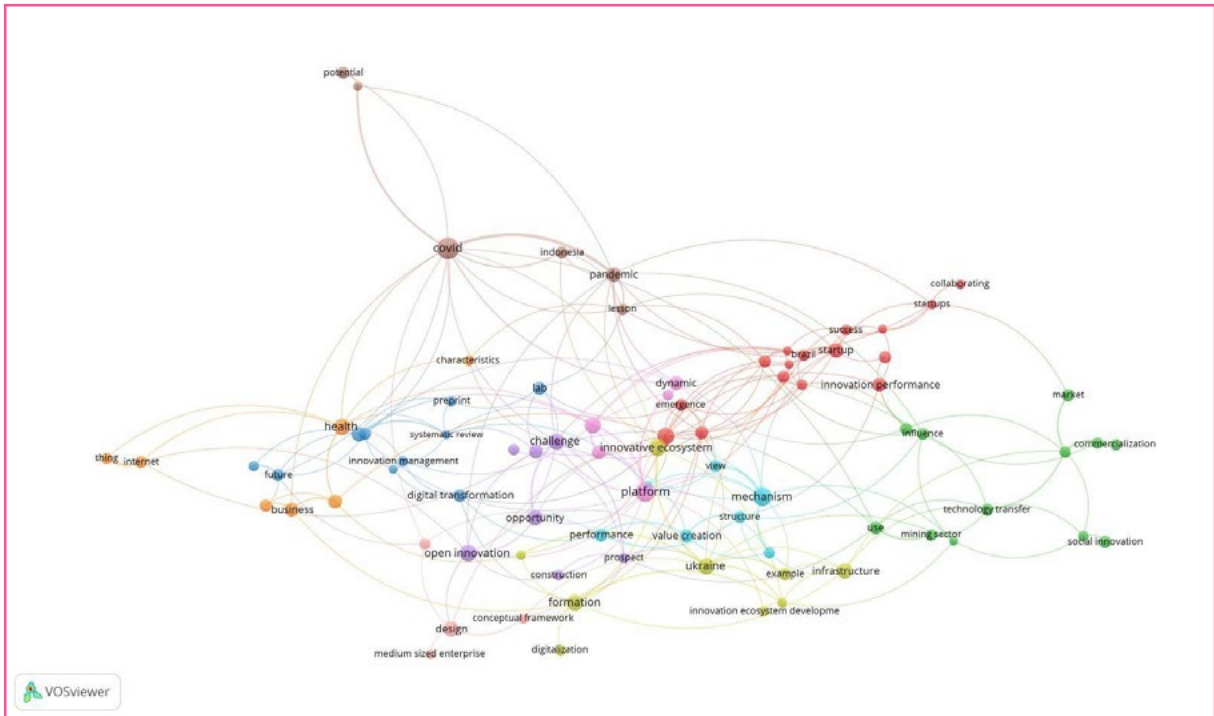 potential
covid
indonesia
pandemic
lesson
collaborating
startups
success
brazil
startup
characteristics
dynamic
innovation performance
lab
preprint
emergence
market
health
systematic review
challenge
innovative ecosystem
influence
commercialization
thing
internet
innovation management
view
future
digital transformation
platform
mechanism
business
opportunity
structure
technology transfer
performance
value creation
use
mining sector
social innovation
open innovation
prospect
ukraine
construction
example
infrastructure
formation
innovation ecosystem developme
conceptual framework
design
medium sized enterprise
digitalization
VOSviewer